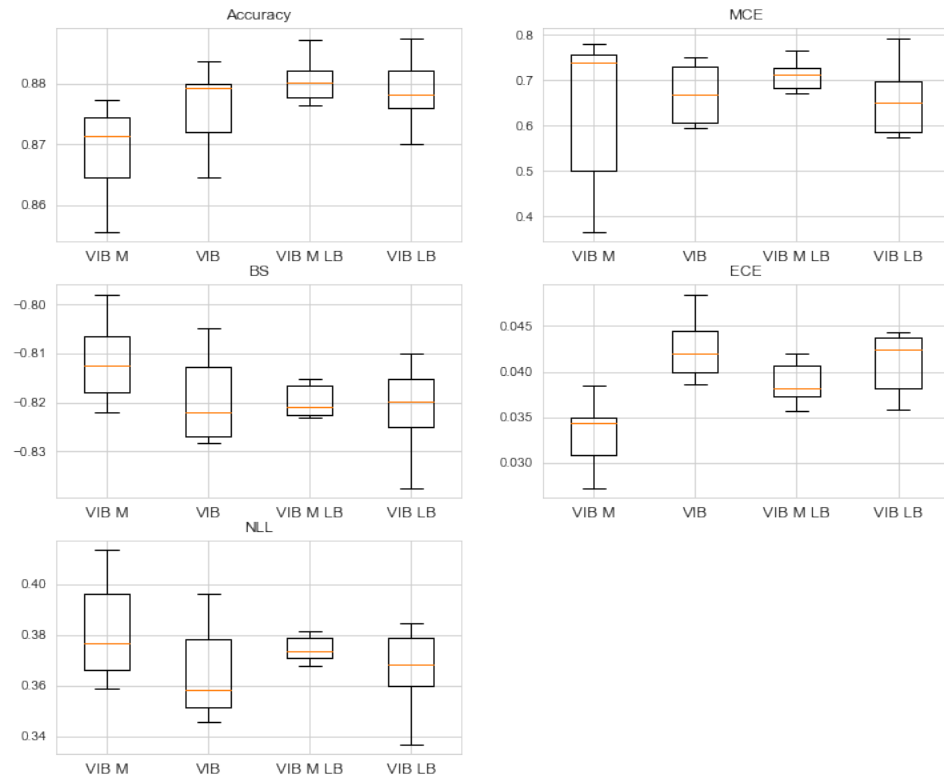 Accuracy
0.88
0.87
0.86
VIB M VIB VIB M LB VIB LB
MCE
0.8
0.7
0.6
0.5
0.4
VIB M VIB VIB M LB VIB LB
BS
−0.80
−0.81
−0.82
−0.83
VIB M VIB VIB M LB VIB LB
ECE
0.045
0.040
0.035
0.030
VIB M VIB VIB M LB VIB LB
NLL
0.40
0.38
0.36
0.34
VIB M VIB VIB M LB VIB LB